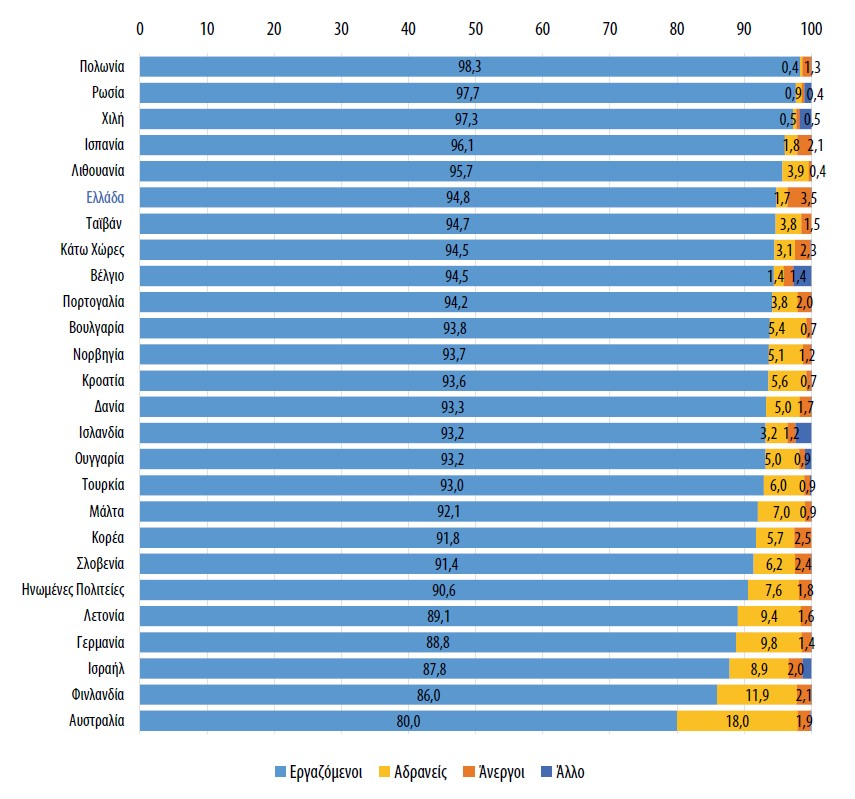 0 10 20 30 40 50 60 70 80 90 100
Πολωνία 98,3 0,4 1,3
Ρωσία 97,7 0,9 0,4
Χιλή 97,3 0,5 0,5
Ισπανία 96,1 1,8 2,1
Λιθουανία 95,7 3,9 0,4
Ελλάδα 94,8 1,7 3,5
Ταϊβάν 94,7 3,8 1,5
Κάτω Χώρες 94,5 3,1 2,3
Βέλγιο 94,5 1,4 1,4
Πορτογαλία 94,2 3,8 2,0
Βουλγαρία 93,8 5,4 0,7
Νορβηγία 93,7 5,1 1,2
Κροατία 93,6 5,6 0,7
Δανία 93,3 5,0 1,7
Ισλανδία 93,2 3,2 1,2
Ουγγαρία 93,2 5,0 0,9
Τουρκία 93,0 6,0 0,9
Μάλτα 92,1 7,0 0,9
Κορέα 91,8 5,7 2,5
Σλοβενία 91,4 6,2 2,4
Ηνωμένες Πολιτείες 90,6 7,6 1,8
Λετονία 89,1 9,4 1,6
Γερμανία 88,8 9,8 1,4
Ισραήλ 87,8 8,9 2,0
Φινλανδία 86,0 11,9 2,1
Αυστραλία 80,0 18,0 1,9
Εργαζόμενοι Αδρανείς Άνεργοι Άλλο